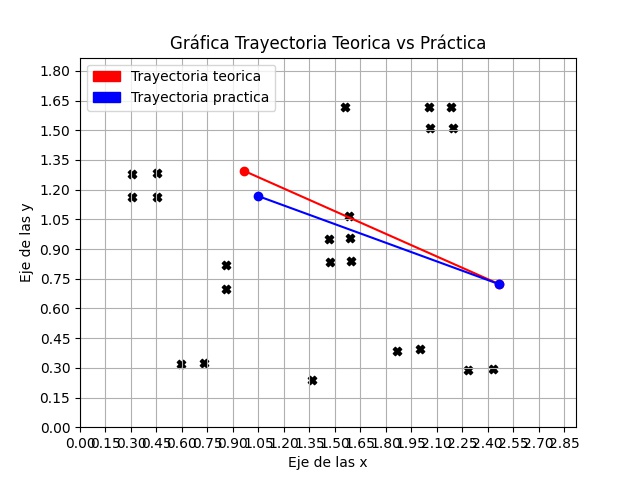 Gráfica Trayectoria Teorica vs Práctica
Trayectoria teorica
Trayectoria practica
Eje de las y
1.80
1.65
1.50
1.35
1.20
1.05
0.90
0.75
0.60
0.45
0.30
0.15
0.00
0.00 0.15 0.30 0.45 0.60 0.75 0.90 1.05 1.20 1.35 1.50 1.65 1.80 1.95 2.10 2.25 2.40 2.55 2.70 2.85
Eje de las x